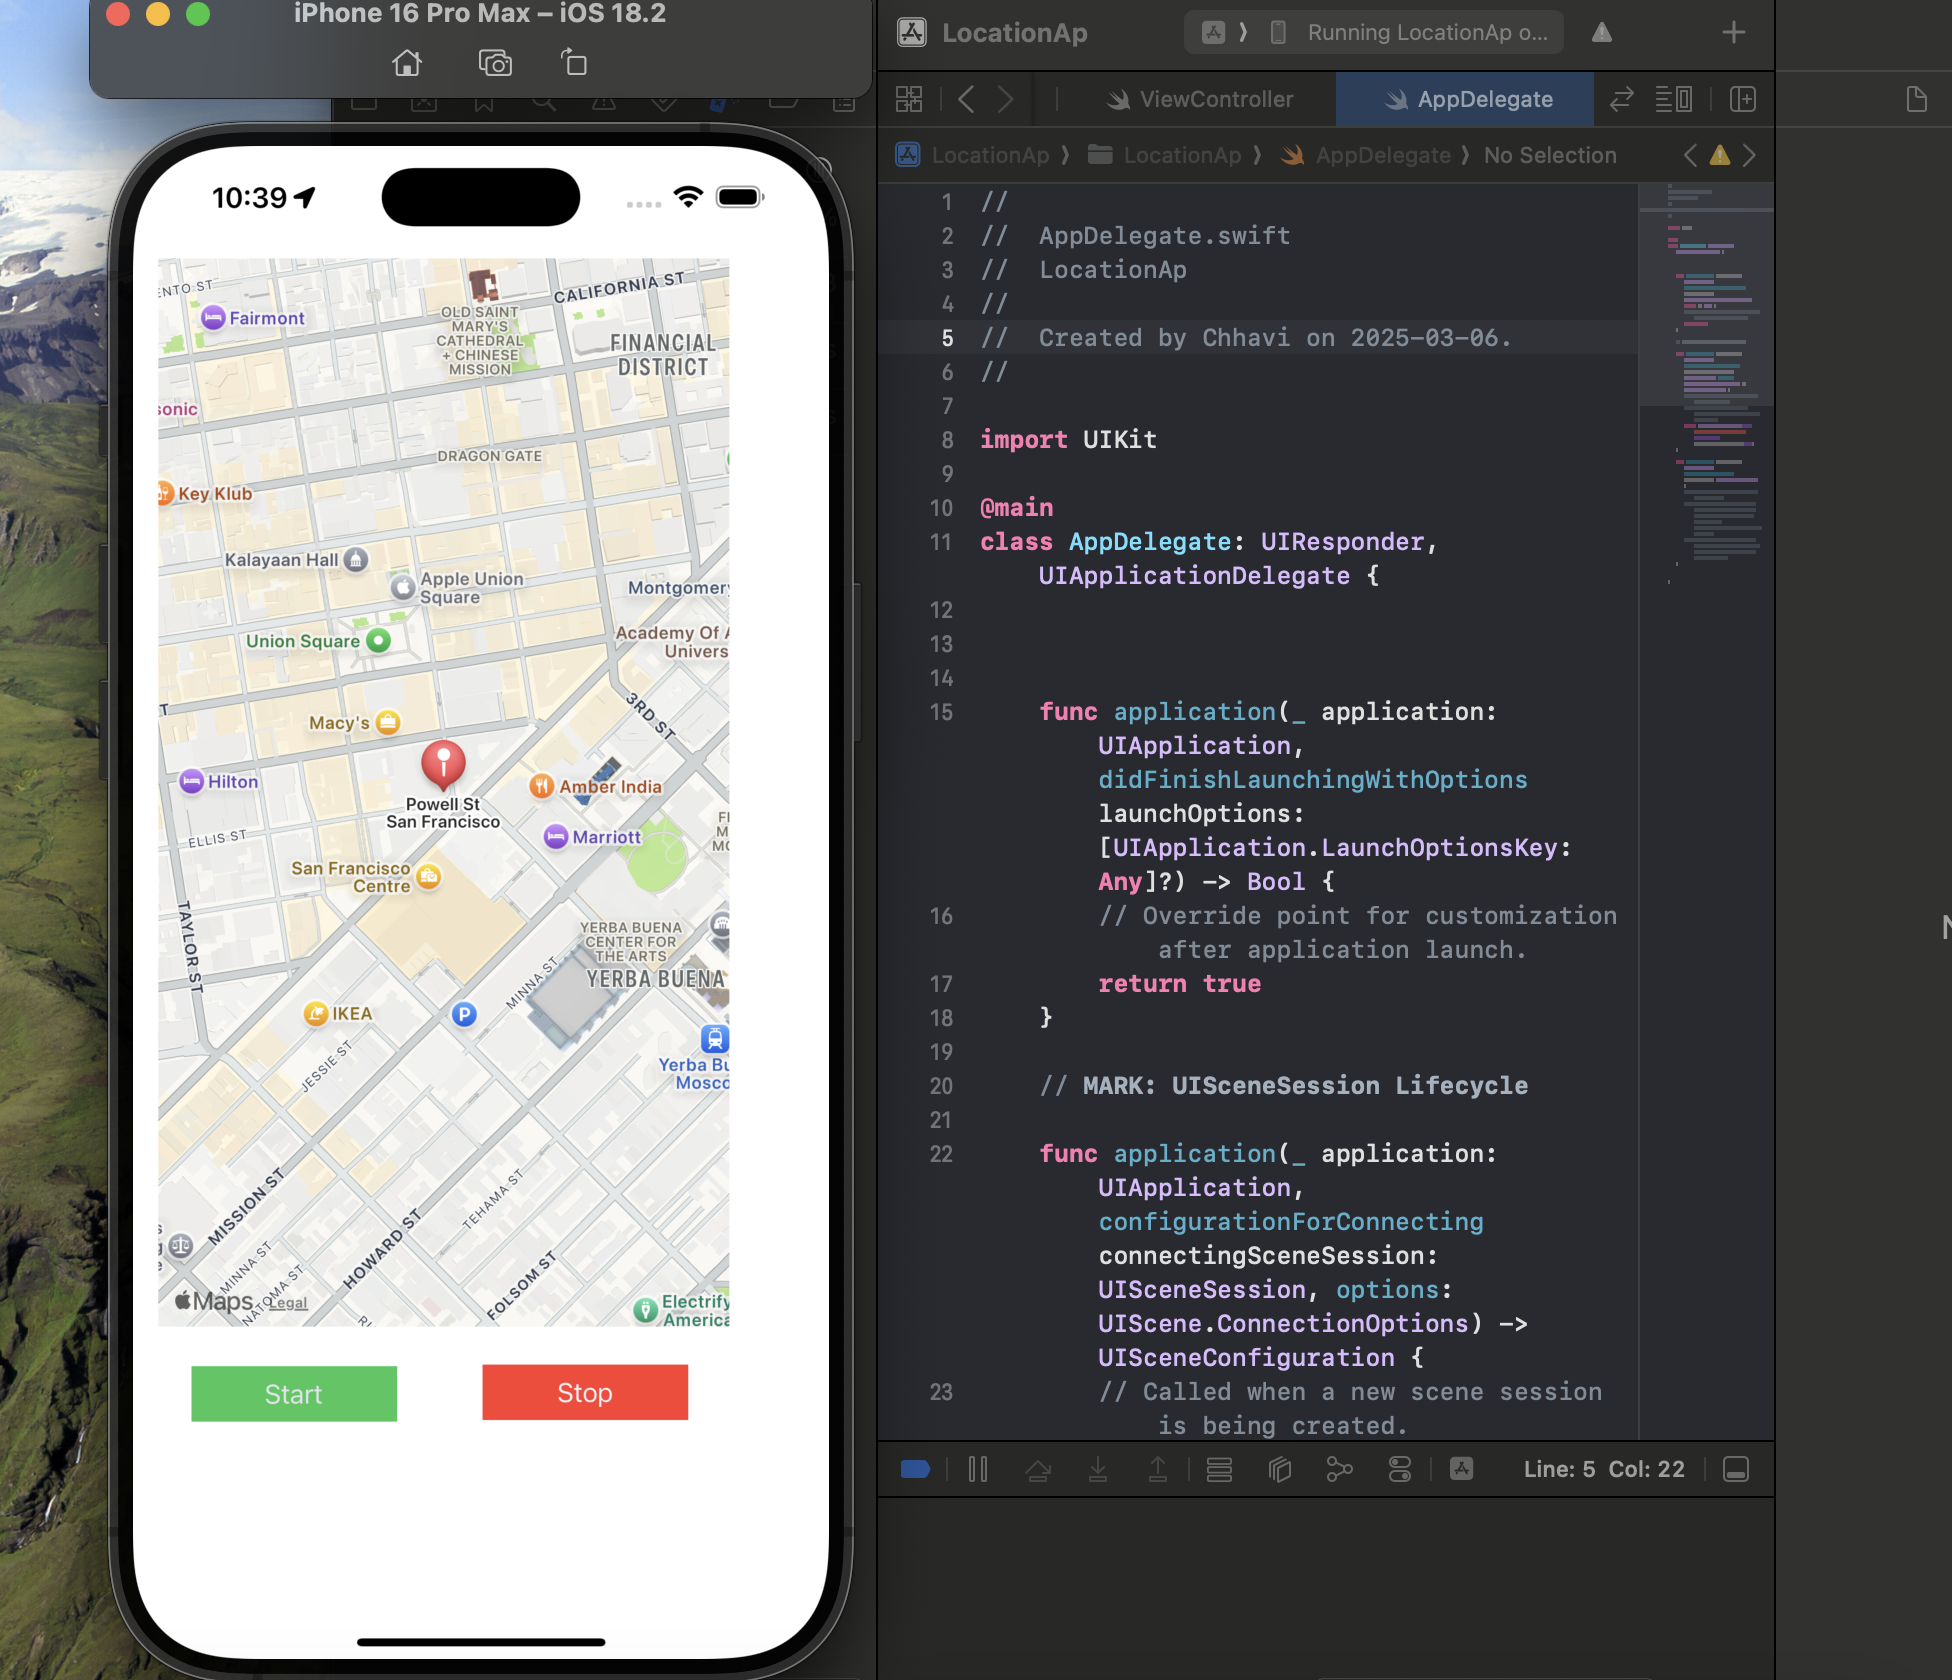 iPhone 16 Pro Max – iOS 18.2
10:39
CALIFORNIA ST
Fairmont
OLD SAINT
MARY'S
CATHEDRAL
+ CHINESE
MISSION
FINANCIAL
DISTRICT
DRAGON GATE
Key Klub
Kalayaan Hall
Apple Union
Square
Montgomery
Union Square
Academy Of A
Univers
3RD ST
Macy's
Hilton
Amber India
Powell St
San Francisco
Marriott
ELLIS ST
San Francisco
Centre
TAYLOR ST
YERBA BUENA
CENTER FOR
THE ARTS
YERBA BUENA
MINNA ST
IKEA
P
JESSIE ST
Yerba Bu
Mosco
MISSION ST
TEHAMA ST
MINNA ST
HOWARD ST
NATOMA ST
FOLSOM ST
Maps
Legal
Electrify
America
Start
Stop
LocationAp
Running LocationAp o...
ViewController
AppDelegate
LocationAp
LocationAp
AppDelegate
No Selection
1 //
2 //  AppDelegate.swift
3 //  LocationAp
4 //
5 //  Created by Chhavi on 2025-03-06.
6 //
7
8 import UIKit
9
10 @main
11 class AppDelegate: UIResponder,
UIApplicationDelegate {
12
13
14
15 func application(_ application:
UIApplication,
didFinishLaunchingWithOptions
launchOptions:
[UIApplication.LaunchOptionsKey:
Any]?) -> Bool {
16 // Override point for customization
after application launch.
17 return true
18 }
19
20 // MARK: UISceneSession Lifecycle
21
22 func application(_ application:
UIApplication,
configurationForConnecting
connectingSceneSession:
UISceneSession, options:
UIScene.ConnectionOptions) ->
UISceneConfiguration {
23 // Called when a new scene session
is being created.
Line: 5 Col: 22